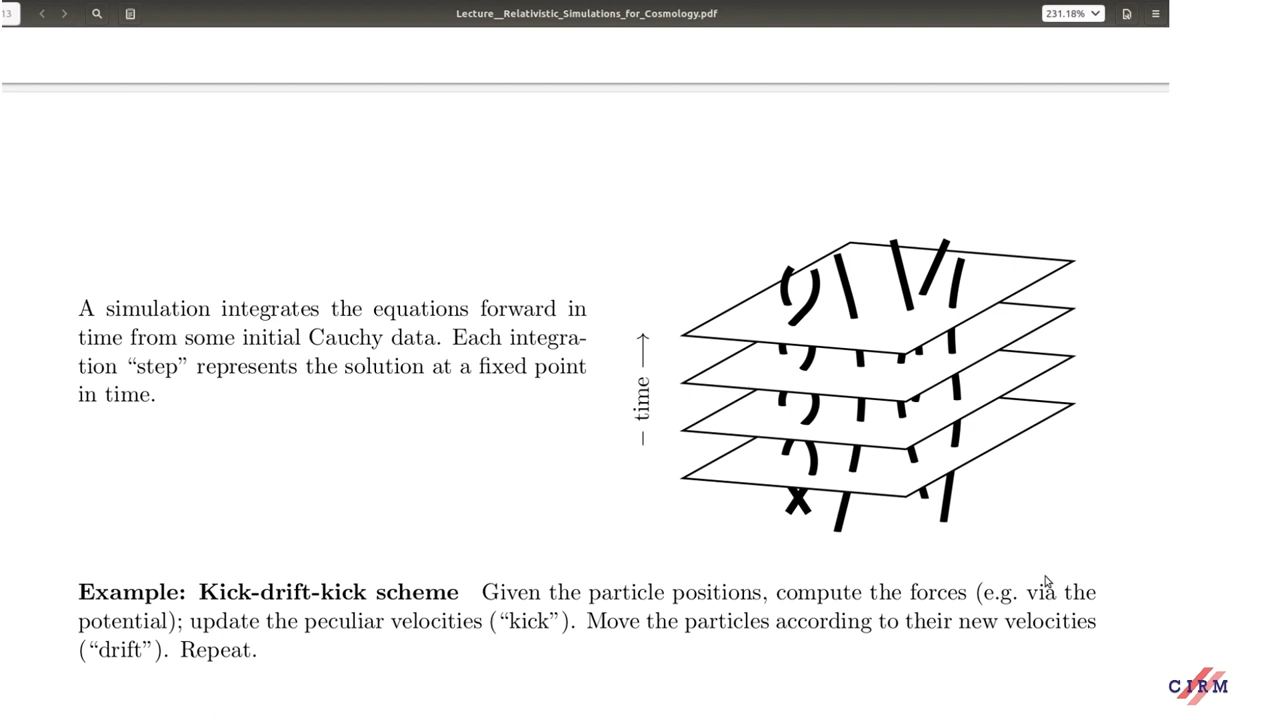 13
Lecture__Relativistic_Simulations_for_Cosmology.pdf
231.18%
A simulation integrates the equations forward in
time from some initial Cauchy data. Each integra-
tion “step” represents the solution at a fixed point
in time.
– time →
Example: Kick-drift-kick scheme Given the particle positions, compute the forces (e.g. via the
potential); update the peculiar velocities (“kick”). Move the particles according to their new velocities
(“drift”). Repeat.
CIRM